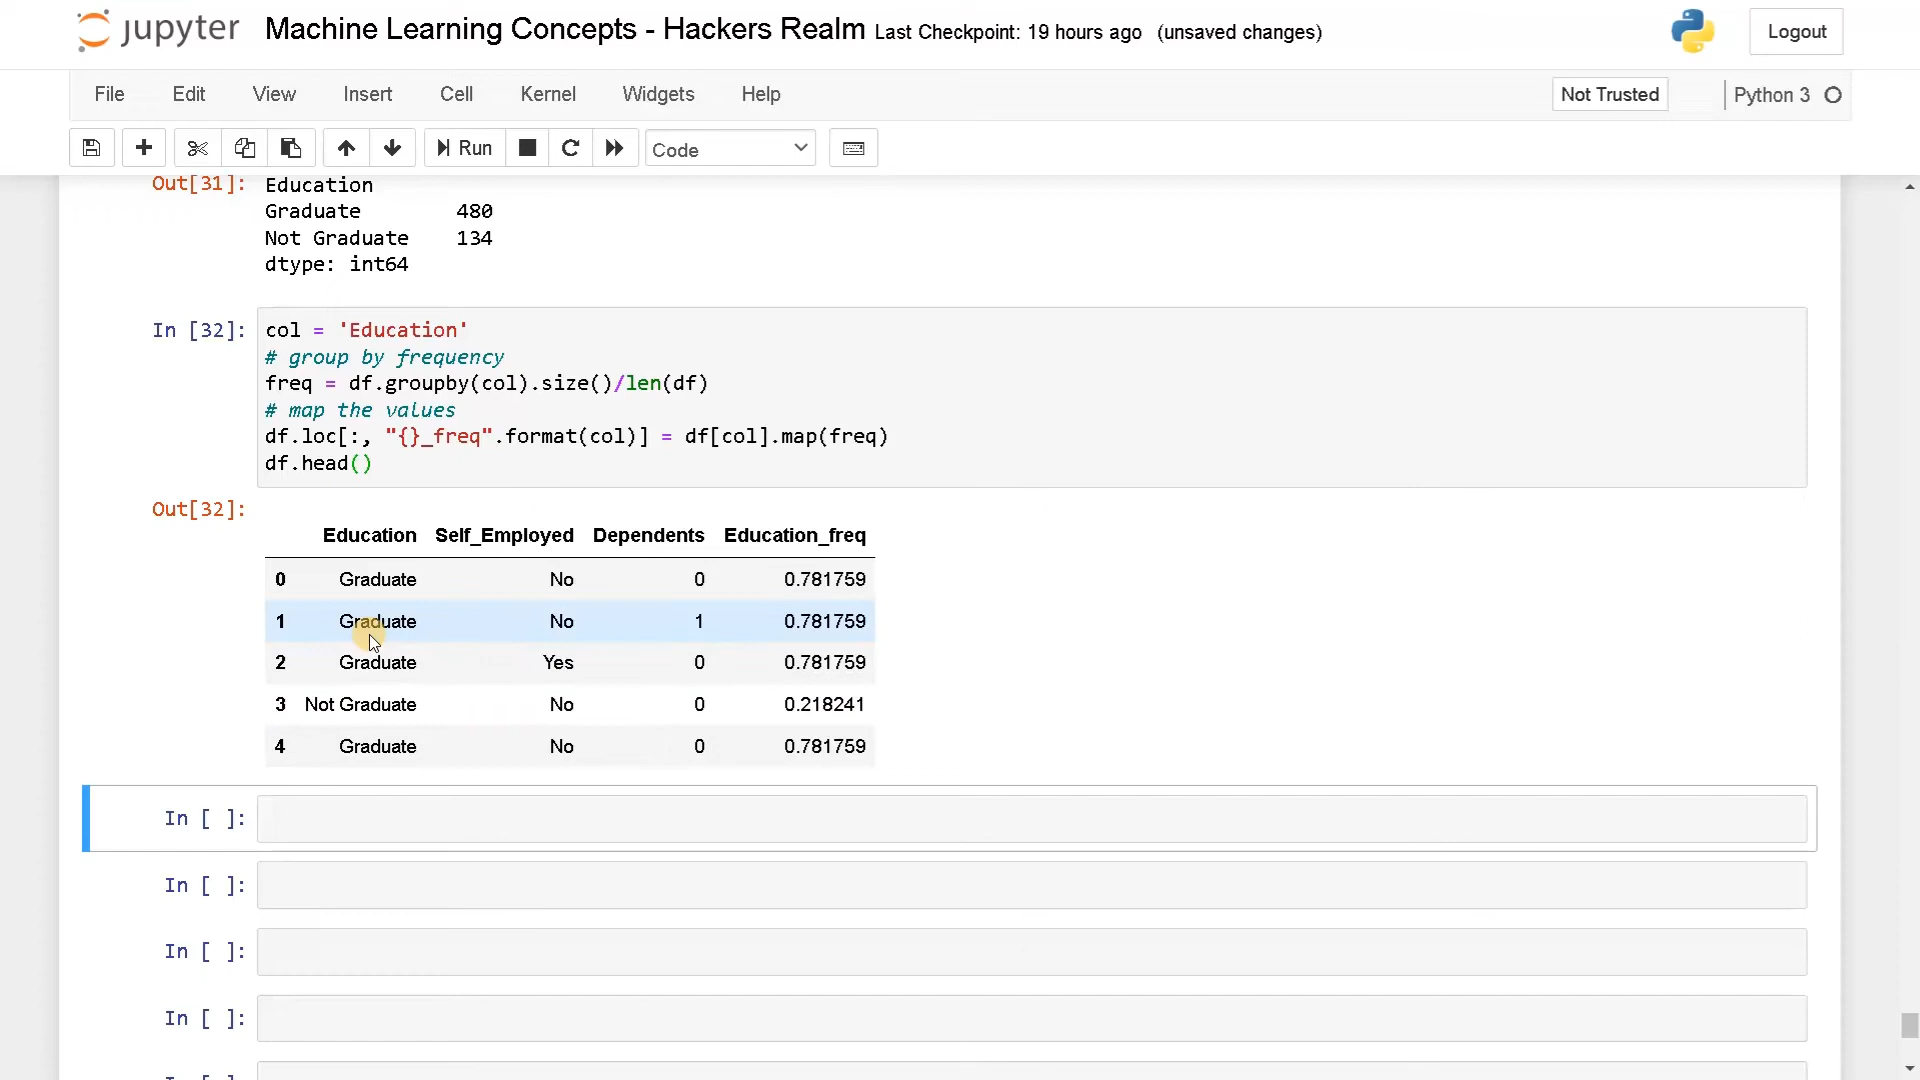 jupyter Machine Learning Concepts - Hackers Realm Last Checkpoint: 19 hours ago (unsaved changes) Logout
File Edit View Insert Cell Kernel Widgets Help Not Trusted Python 3
Run Code
Out[31]: Education
Graduate 480
Not Graduate 134
dtype: int64
In [32]: col = 'Education'
# group by frequency
freq = df.groupby(col).size()/len(df)
# map the values
df.loc[:, "{}_freq".format(col)] = df[col].map(freq)
df.head()
Out[32]:
Education Self_Employed Dependents Education_freq
0 Graduate No 0 0.781759
1 Graduate No 1 0.781759
2 Graduate Yes 0 0.781759
3 Not Graduate No 0 0.218241
4 Graduate No 0 0.781759
In [ ]:
In [ ]:
In [ ]:
In [ ]: